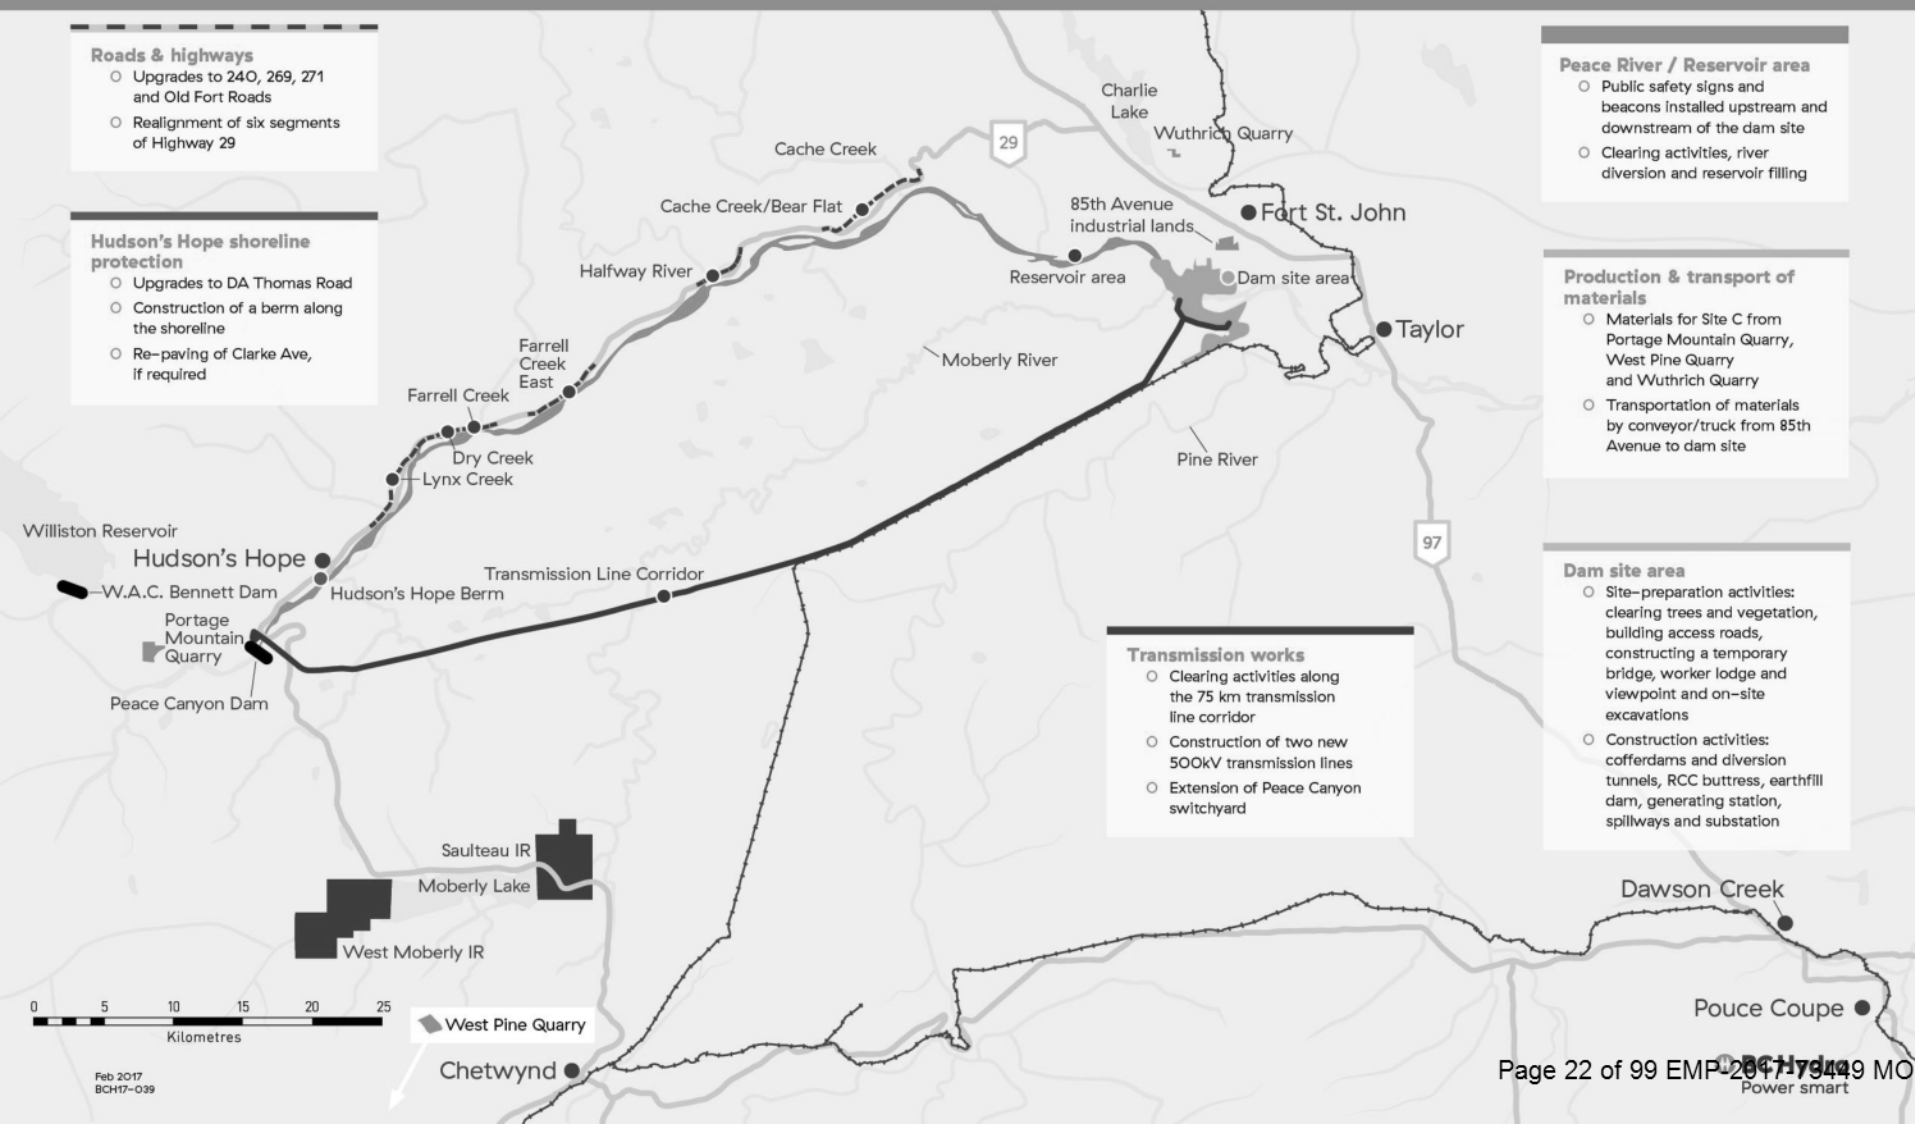 Roads & highways
Upgrades to 240, 269, 271
and Old Fort Roads
Realignment of six segments
of Highway 29
Hudson's Hope shoreline
protection
Upgrades to DA Thomas Road
Construction of a berm along
the shoreline
Re-paving of Clarke Ave,
if required
Peace River / Reservoir area
Public safety signs and
beacons installed upstream and
downstream of the dam site
Clearing activities, river
diversion and reservoir filling
Production & transport of
materials
Materials for Site C from
Portage Mountain Quarry,
West Pine Quarry
and Wuthrich Quarry
Transportation of materials
by conveyor/truck from 85th
Avenue to dam site
Dam site area
Site-preparation activities:
clearing trees and vegetation,
building access roads,
constructing a temporary
bridge, worker lodge and
viewpoint and on-site
excavations
Construction activities:
cofferdams and diversion
tunnels, RCC buttress, earthfill
dam, generating station,
spillways and substation
Transmission works
Clearing activities along
the 75 km transmission
line corridor
Construction of two new
500kV transmission lines
Extension of Peace Canyon
switchyard
Charlie
Lake
Wuthrich Quarry
29
Cache Creek
Cache Creek/Bear Flat
85th Avenue
industrial lands
Fort St. John
Halfway River
Reservoir area
Dam site area
Taylor
Farrell
Creek
East
Moberly River
Farrell Creek
Dry Creek
Lynx Creek
Pine River
Williston Reservoir
97
Hudson's Hope
W.A.C. Bennett Dam
Hudson's Hope Berm
Transmission Line Corridor
Portage
Mountain
Quarry
Peace Canyon Dam
Saulteau IR
Moberly Lake
West Moberly IR
Dawson Creek
0 5 10 15 20 25
Kilometres
West Pine Quarry
Pouce Coupe
Chetwynd
Feb 2017
BCH17-039
BCHydro
Power smart
Page 22 of 99 EMP-2017-73449 MO